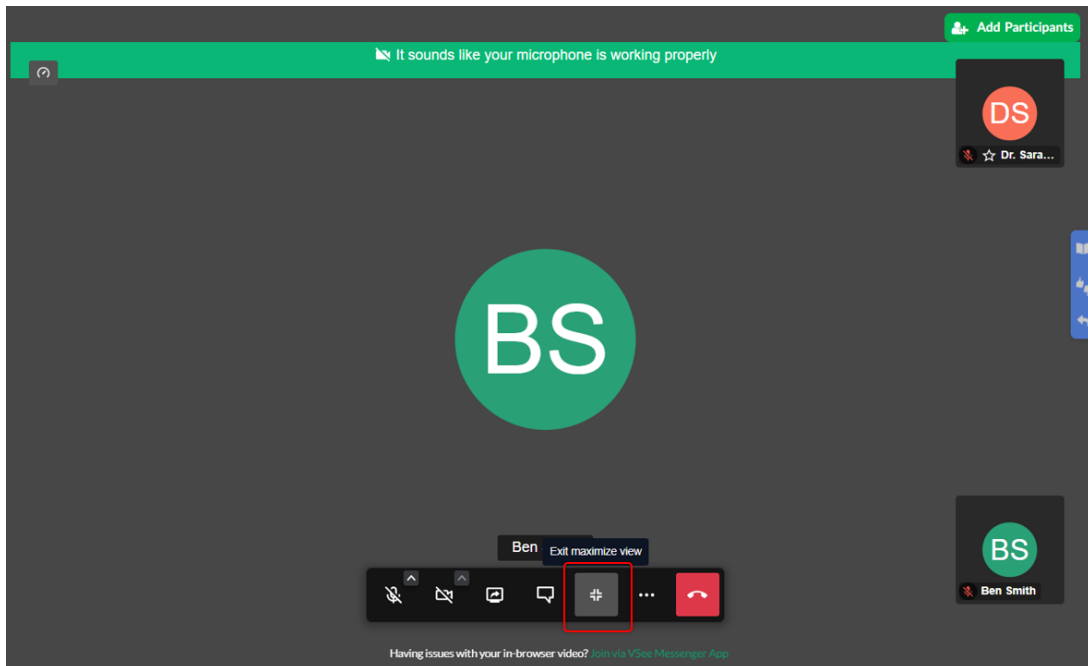 Add Participants
It sounds like your microphone is working properly
DS
Dr. Sara...
BS
Ben
Exit maximize view
BS
Ben Smith
Having issues with your in-browser video? Join via VSee Messenger App